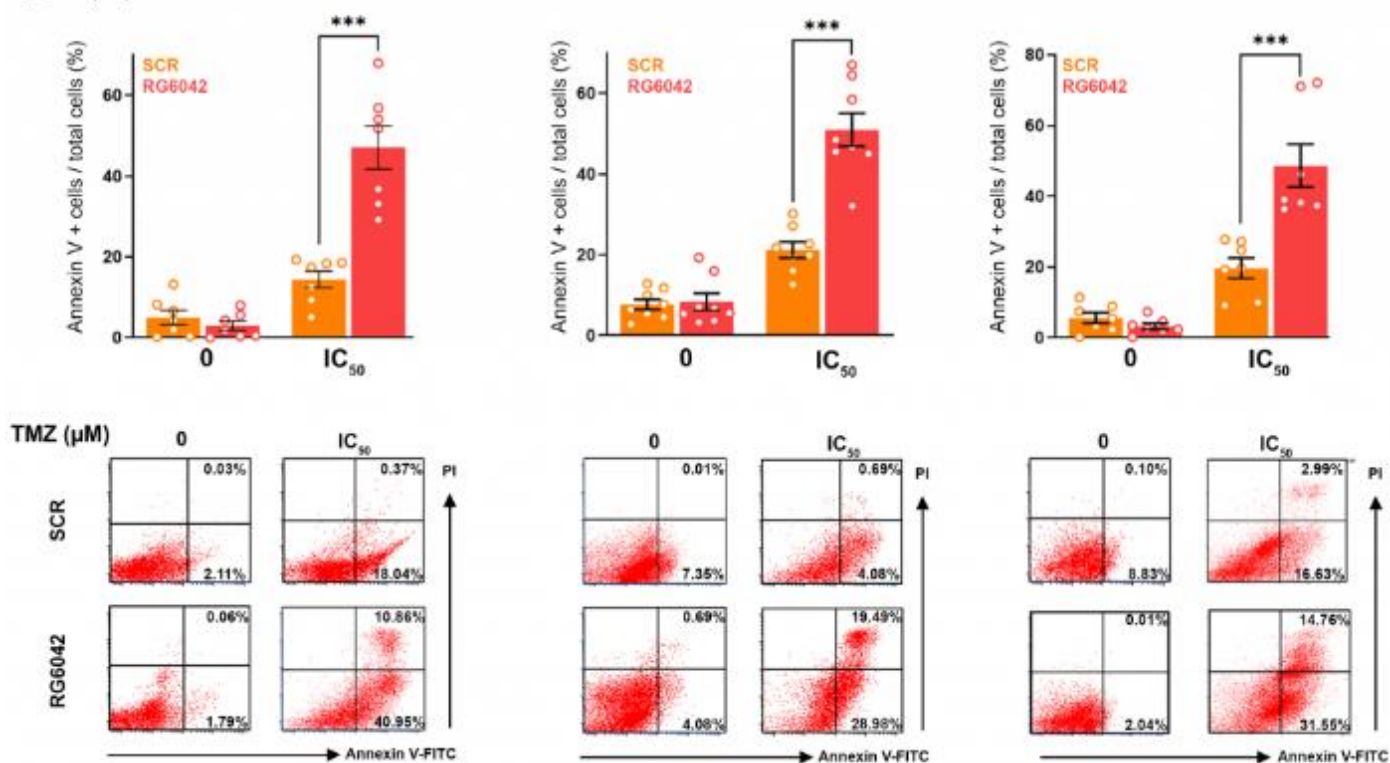 ***
***
***
Annexin V + cells / total cells (%)
SCR
RG6042
60
40
20
0
0
IC50
Annexin V + cells / total cells (%)
SCR
RG6042
60
40
20
0
0
IC50
Annexin V + cells / total cells (%)
SCR
RG6042
80
60
40
20
0
0
IC50
TMZ (µM)
0
IC50
0
IC50
0
IC50
SCR
0.03%
2.11%
0.37%
18.04%
PI
0.01%
7.35%
0.69%
4.08%
PI
0.10%
8.83%
2.99%
16.63%
PI
RG6042
0.06%
1.79%
10.86%
40.95%
0.69%
4.08%
19.49%
28.98%
0.01%
2.04%
14.76%
31.55%
Annexin V-FITC
Annexin V-FITC
Annexin V-FITC